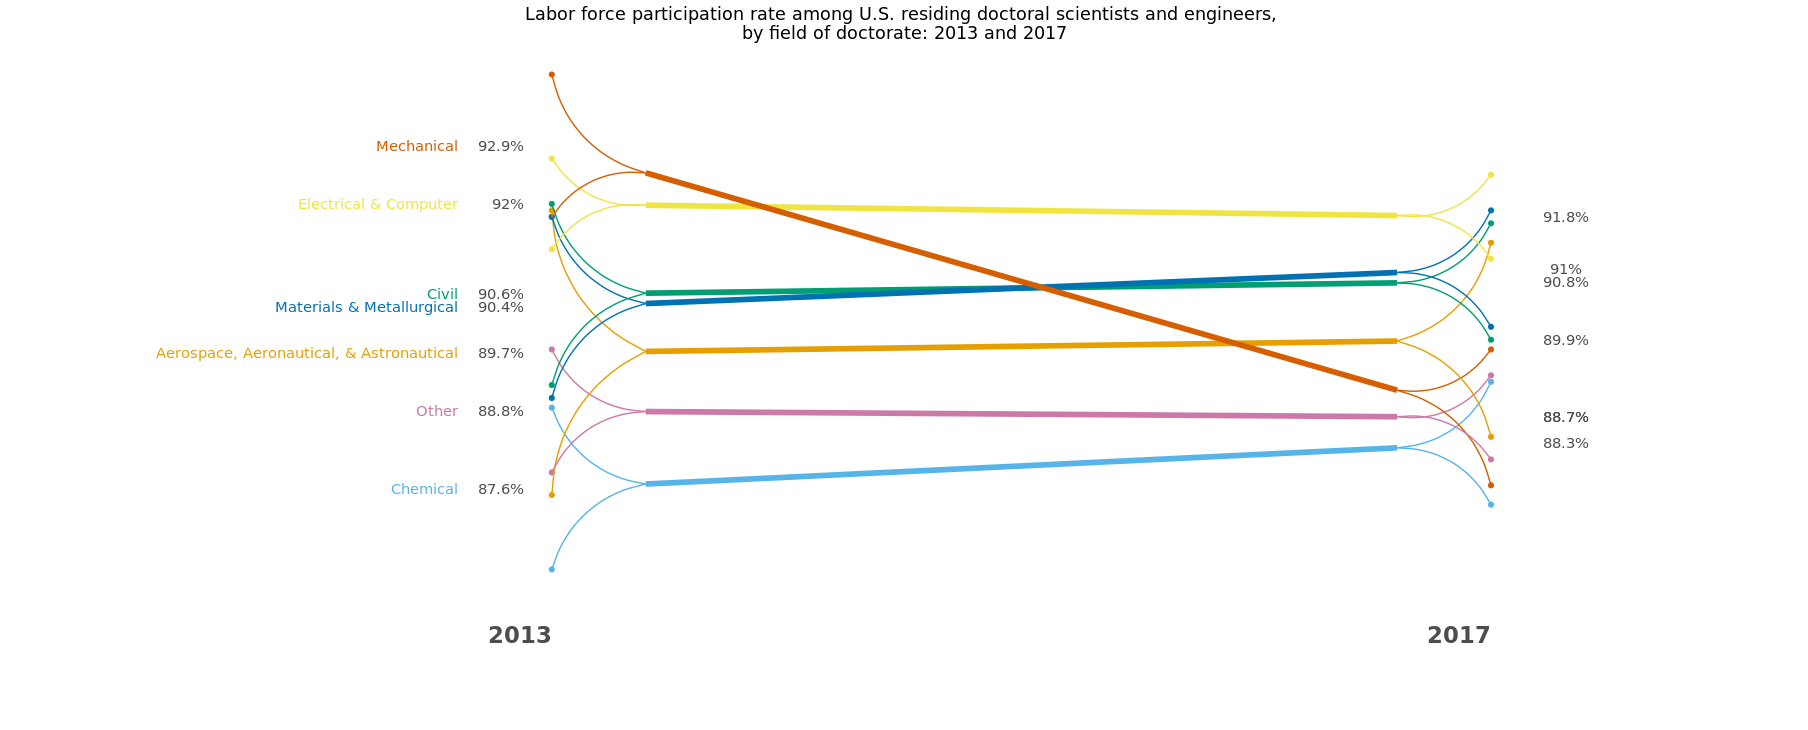 Labor force participation rate among U.S. residing doctoral scientists and engineers,
by field of doctorate: 2013 and 2017
Mechanical 92.9%
Electrical & Computer 92%
Civil 90.6%
Materials & Metallurgical 90.4%
Aerospace, Aeronautical, & Astronautical 89.7%
Other 88.8%
Chemical 87.6%
91.8%
91%
90.8%
89.9%
88.7%
88.3%
2013
2017